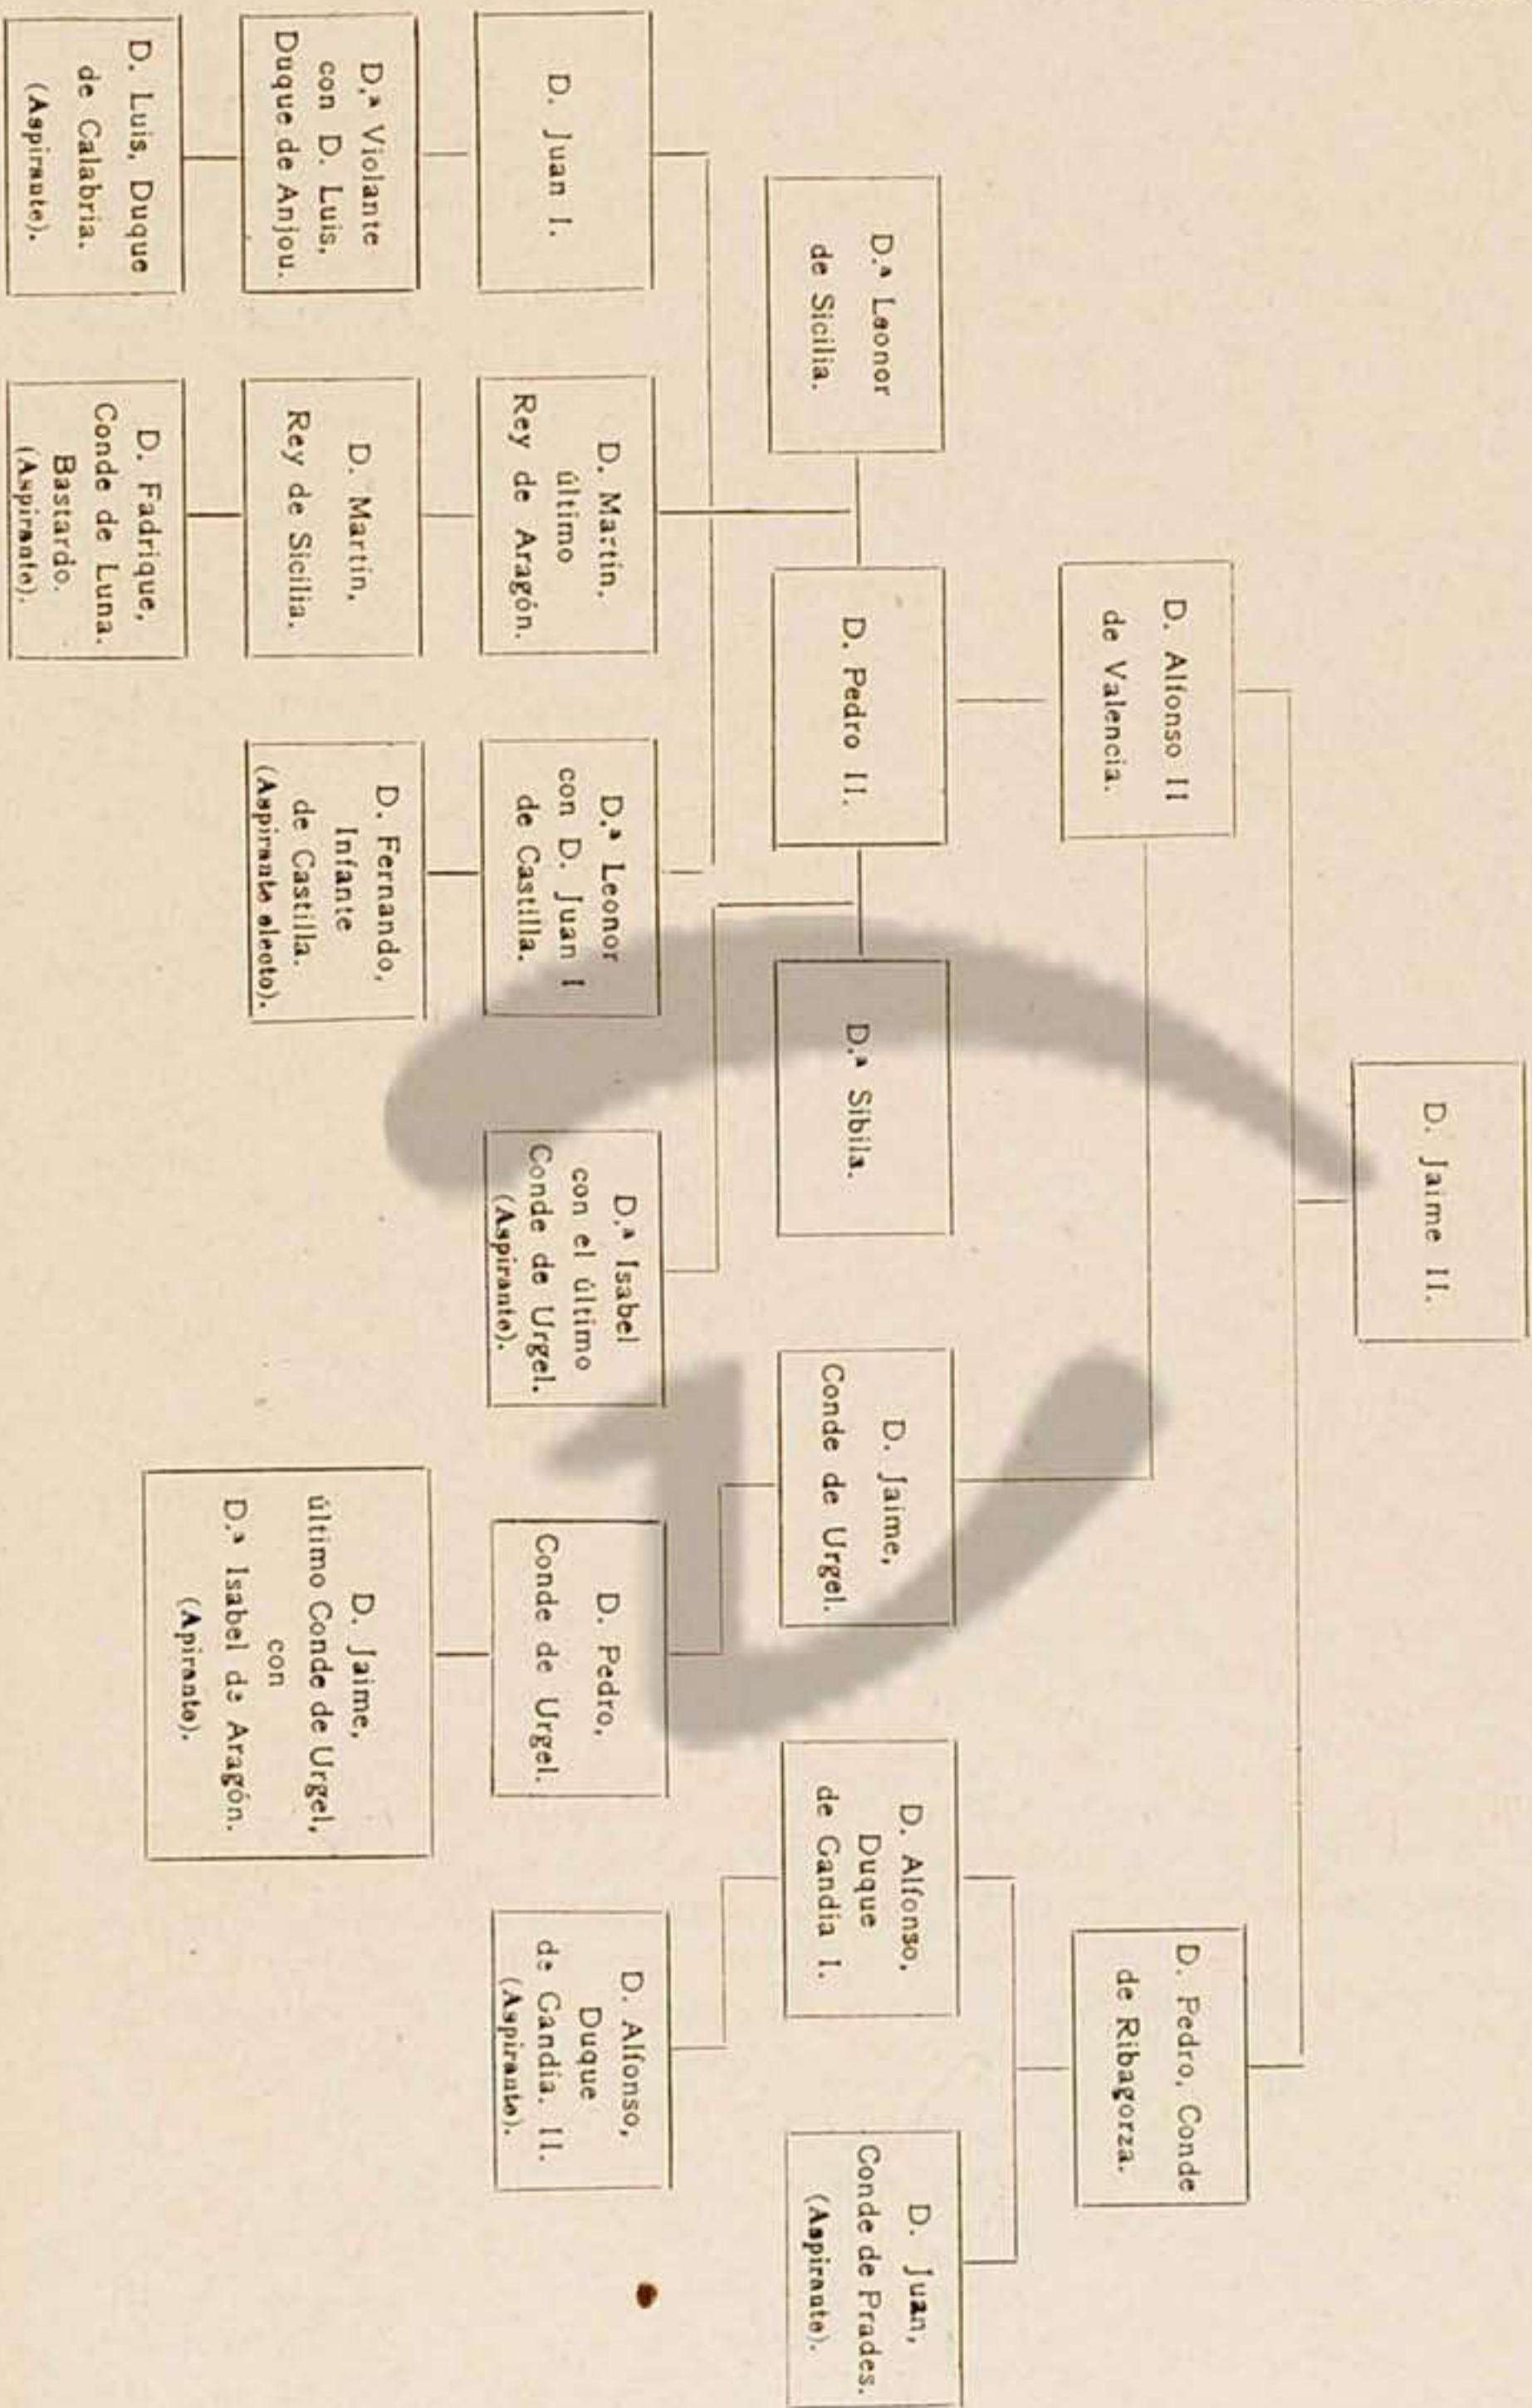 D. Jaime II.
D. Alfonso II
de Valencia.
D. Pedro, Conde
de Ribagorza.
D.ª Leonor
de Sicilia.
D. Pedro II.
D.ª Sibila.
D. Jaime,
Conde de Urgel.
D. Alfonso,
Duque
de Gandia I.
D. Juan,
Conde de Prades.
(Aspirante).
D. Juan I.
D. Martín,
último
Rey de Aragón.
D.ª Leonor
con D. Juan I
de Castilla.
D.ª Isabel
con el último
Conde de Urgel.
(Aspirante).
D. Pedro,
Conde de Urgel.
D. Alfonso,
Duque
de Gandia. II.
(Aspirante).
D.ª Violante
con D. Luis,
Duque de Anjou.
D. Martín,
Rey de Sicilia.
D. Fernando,
Infante
de Castilla.
(Aspirante electo).
D. Jaime,
último Conde de Urgel,
con
D.ª Isabel de Aragón.
(Apirante).
D. Luis, Duque
de Calabria.
(Aspirante).
D. Fadrique,
Conde de Luna.
Bastardo.
(Aspirante).